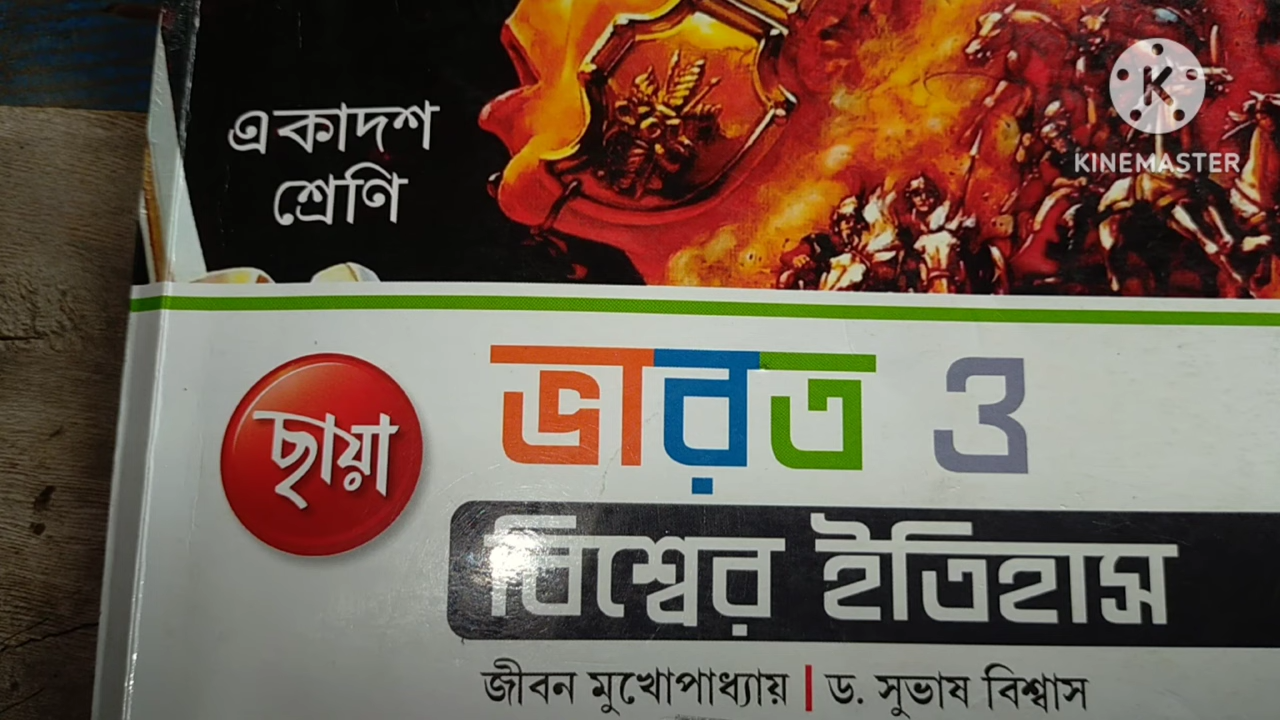 একাদশ
শ্রেণি
KINEMASTER
ছায়া
ভারত ও
বিশ্বের ইতিহাস
জীবন মুখোপাধ্যায় | ড. সুভাষ বিশ্বাস